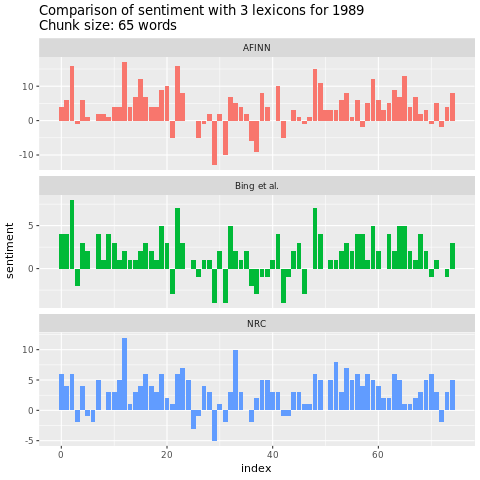 Comparison of sentiment with 3 lexicons for 1989
Chunk size: 65 words
AFINN
10
0
-10
Bing et al.
5
0
NRC
10
5
0
-5
0 20 40 60
sentiment
index